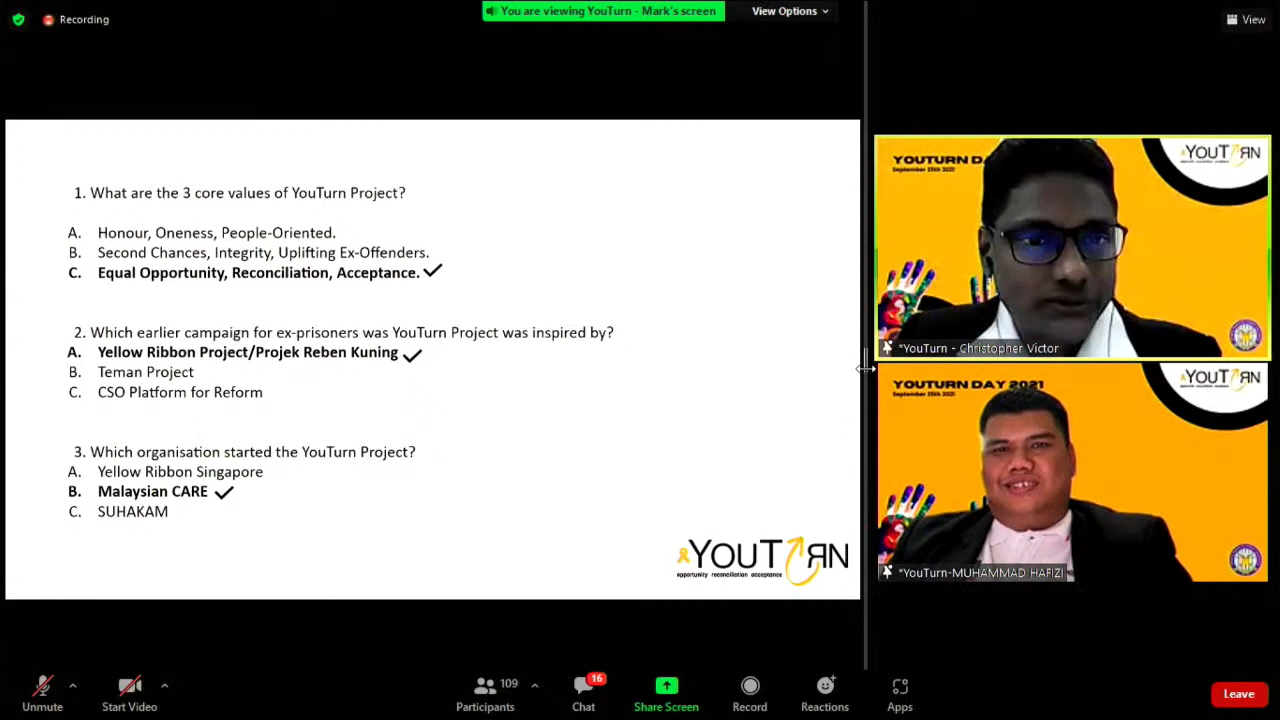 Recording
You are viewing YouTurn - Mark's screen
View Options
View
1. What are the 3 core values of YouTurn Project?
A. Honour, Oneness, People-Oriented.
B. Second Chances, Integrity, Uplifting Ex-Offenders.
C. Equal Opportunity, Reconciliation, Acceptance.
2. Which earlier campaign for ex-prisoners was YouTurn Project was inspired by?
A. Yellow Ribbon Project/Projek Reben Kuning
B. Teman Project
C. CSO Platform for Reform
3. Which organisation started the YouTurn Project?
A. Yellow Ribbon Singapore
B. Malaysian CARE
C. SUHAKAM
YOUTURN
opportunity reconciliation acceptance
YOUTURN DA
September 25th 2021
YOUTURN
*YouTurn - Christopher Victor
YOUTURN DAY 2021
September 25th 2021
YOUTURN
*YouTurn-MUHAMMAD HAFIZI
Unmute
Start Video
109
Participants
16
Chat
Share Screen
Record
Reactions
Apps
Leave